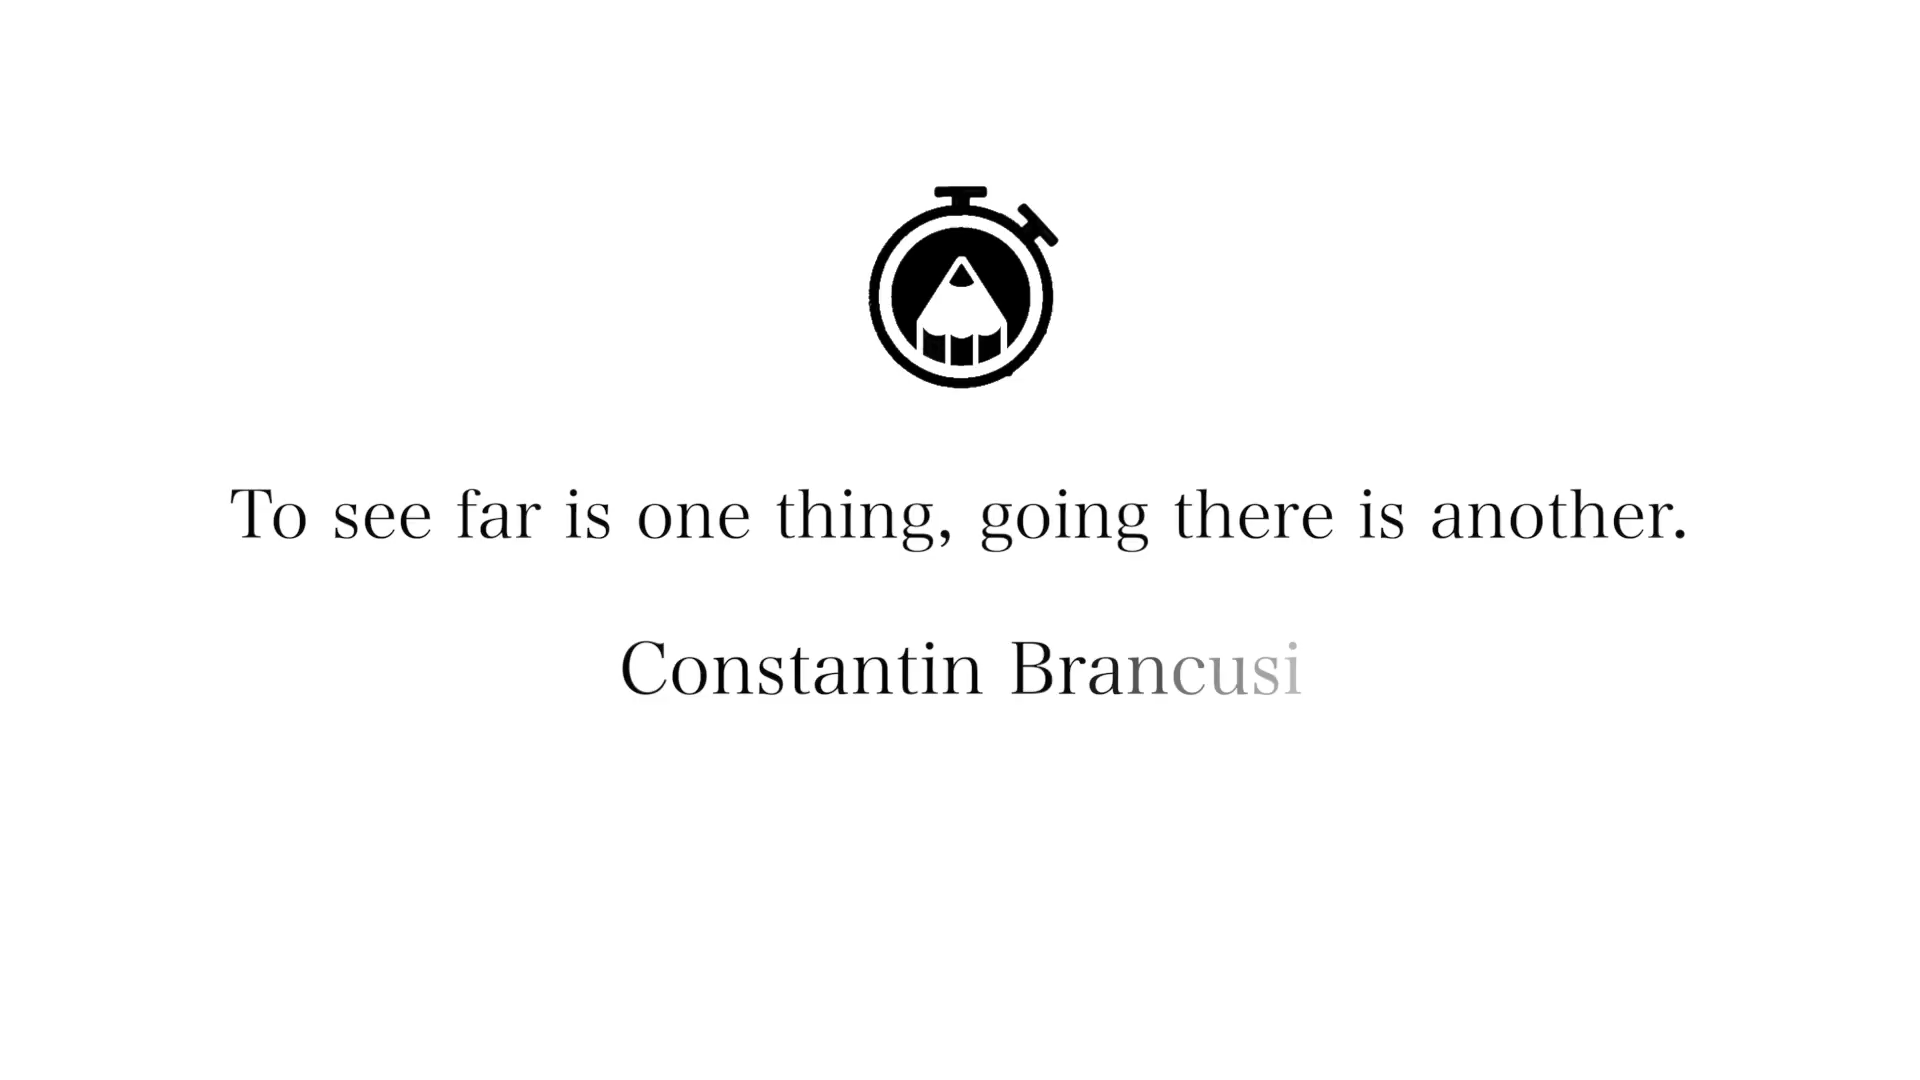 To see far is one thing, going there is another.
Constantin Brancusi